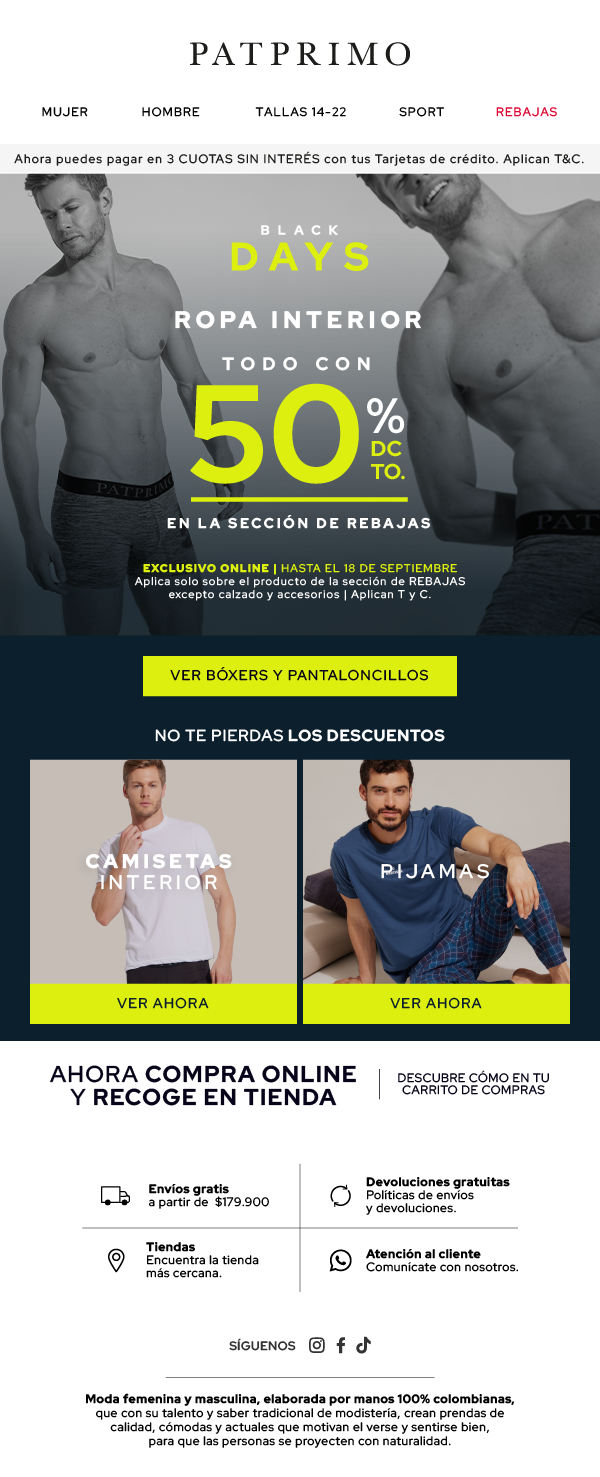 PATPRIMO
MUJER HOMBRE TALLAS 14-22 SPORT REBAJAS
Ahora puedes pagar en 3 CUOTAS SIN INTERÉS con tus Tarjetas de crédito. Aplican T&C.
BLACK
DAYS
ROPA INTERIOR
TODO CON
50%
DC
TO.
PATPRIMO
PAT
EN LA SECCIÓN DE REBAJAS
EXCLUSIVO ONLINE | HASTA EL 18 DE SEPTIEMBRE
Aplica solo sobre el producto de la sección de REBAJAS
excepto calzado y accesorios | Aplican T y C.
VER BÓXERS Y PANTALONCILLOS
NO TE PIERDAS LOS DESCUENTOS
CAMISETAS
INTERIOR
PIJAMAS
VER AHORA
VER AHORA
AHORA COMPRA ONLINE
Y RECOGE EN TIENDA
DESCUBRE CÓMO EN TU
CARRITO DE COMPRAS
Envíos gratis
a partir de $179.900
Devoluciones gratuitas
Políticas de envíos
y devoluciones.
Tiendas
Encuentra la tienda
más cercana.
Atención al cliente
Comunícate con nosotros.
SÍGUENOS
Moda femenina y masculina, elaborada por manos 100% colombianas,
que con su talento y saber tradicional de modistería, crean prendas de
calidad, cómodas y actuales que motivan el verse y sentirse bien,
para que las personas se proyecten con naturalidad.